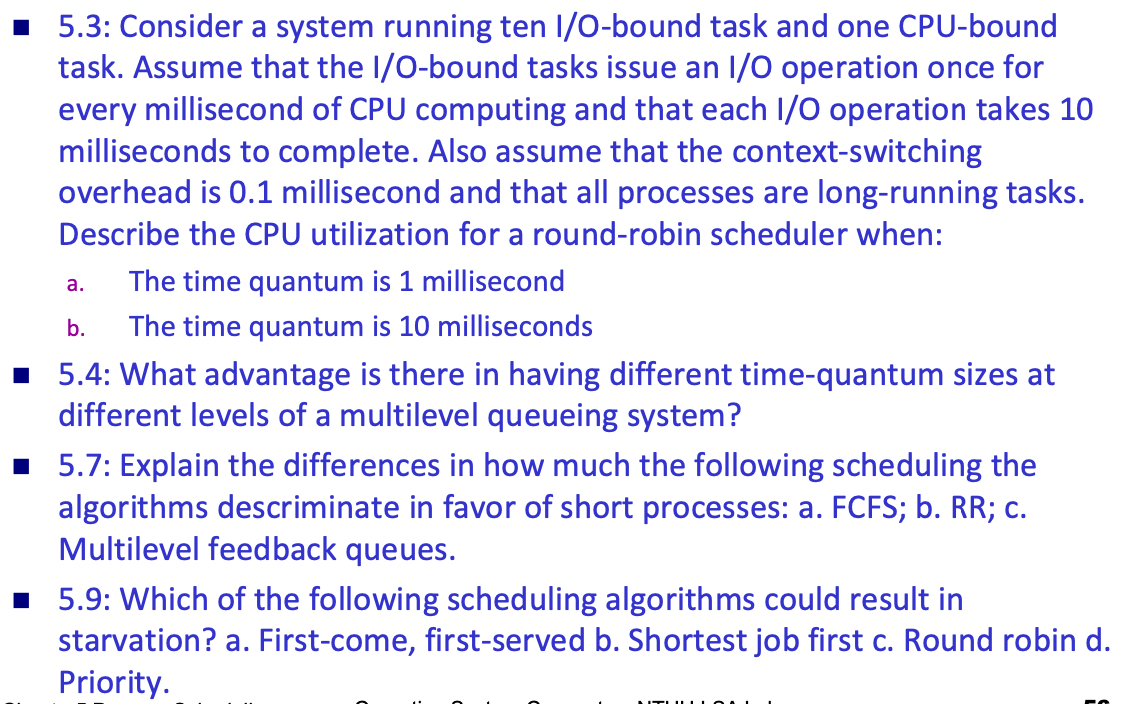 ■ 5.3: Consider a system running ten I/O-bound task and one CPU-bound
task. Assume that the I/O-bound tasks issue an I/O operation once for
every millisecond of CPU computing and that each I/O operation takes 10
milliseconds to complete. Also assume that the context-switching
overhead is 0.1 millisecond and that all processes are long-running tasks.
Describe the CPU utilization for a round-robin scheduler when:
a. The time quantum is 1 millisecond
b. The time quantum is 10 milliseconds
■ 5.4: What advantage is there in having different time-quantum sizes at
different levels of a multilevel queueing system?
■ 5.7: Explain the differences in how much the following scheduling the
algorithms descriminate in favor of short processes: a. FCFS; b. RR; c.
Multilevel feedback queues.
■ 5.9: Which of the following scheduling algorithms could result in
starvation? a. First-come, first-served b. Shortest job first c. Round robin d.
Priority.